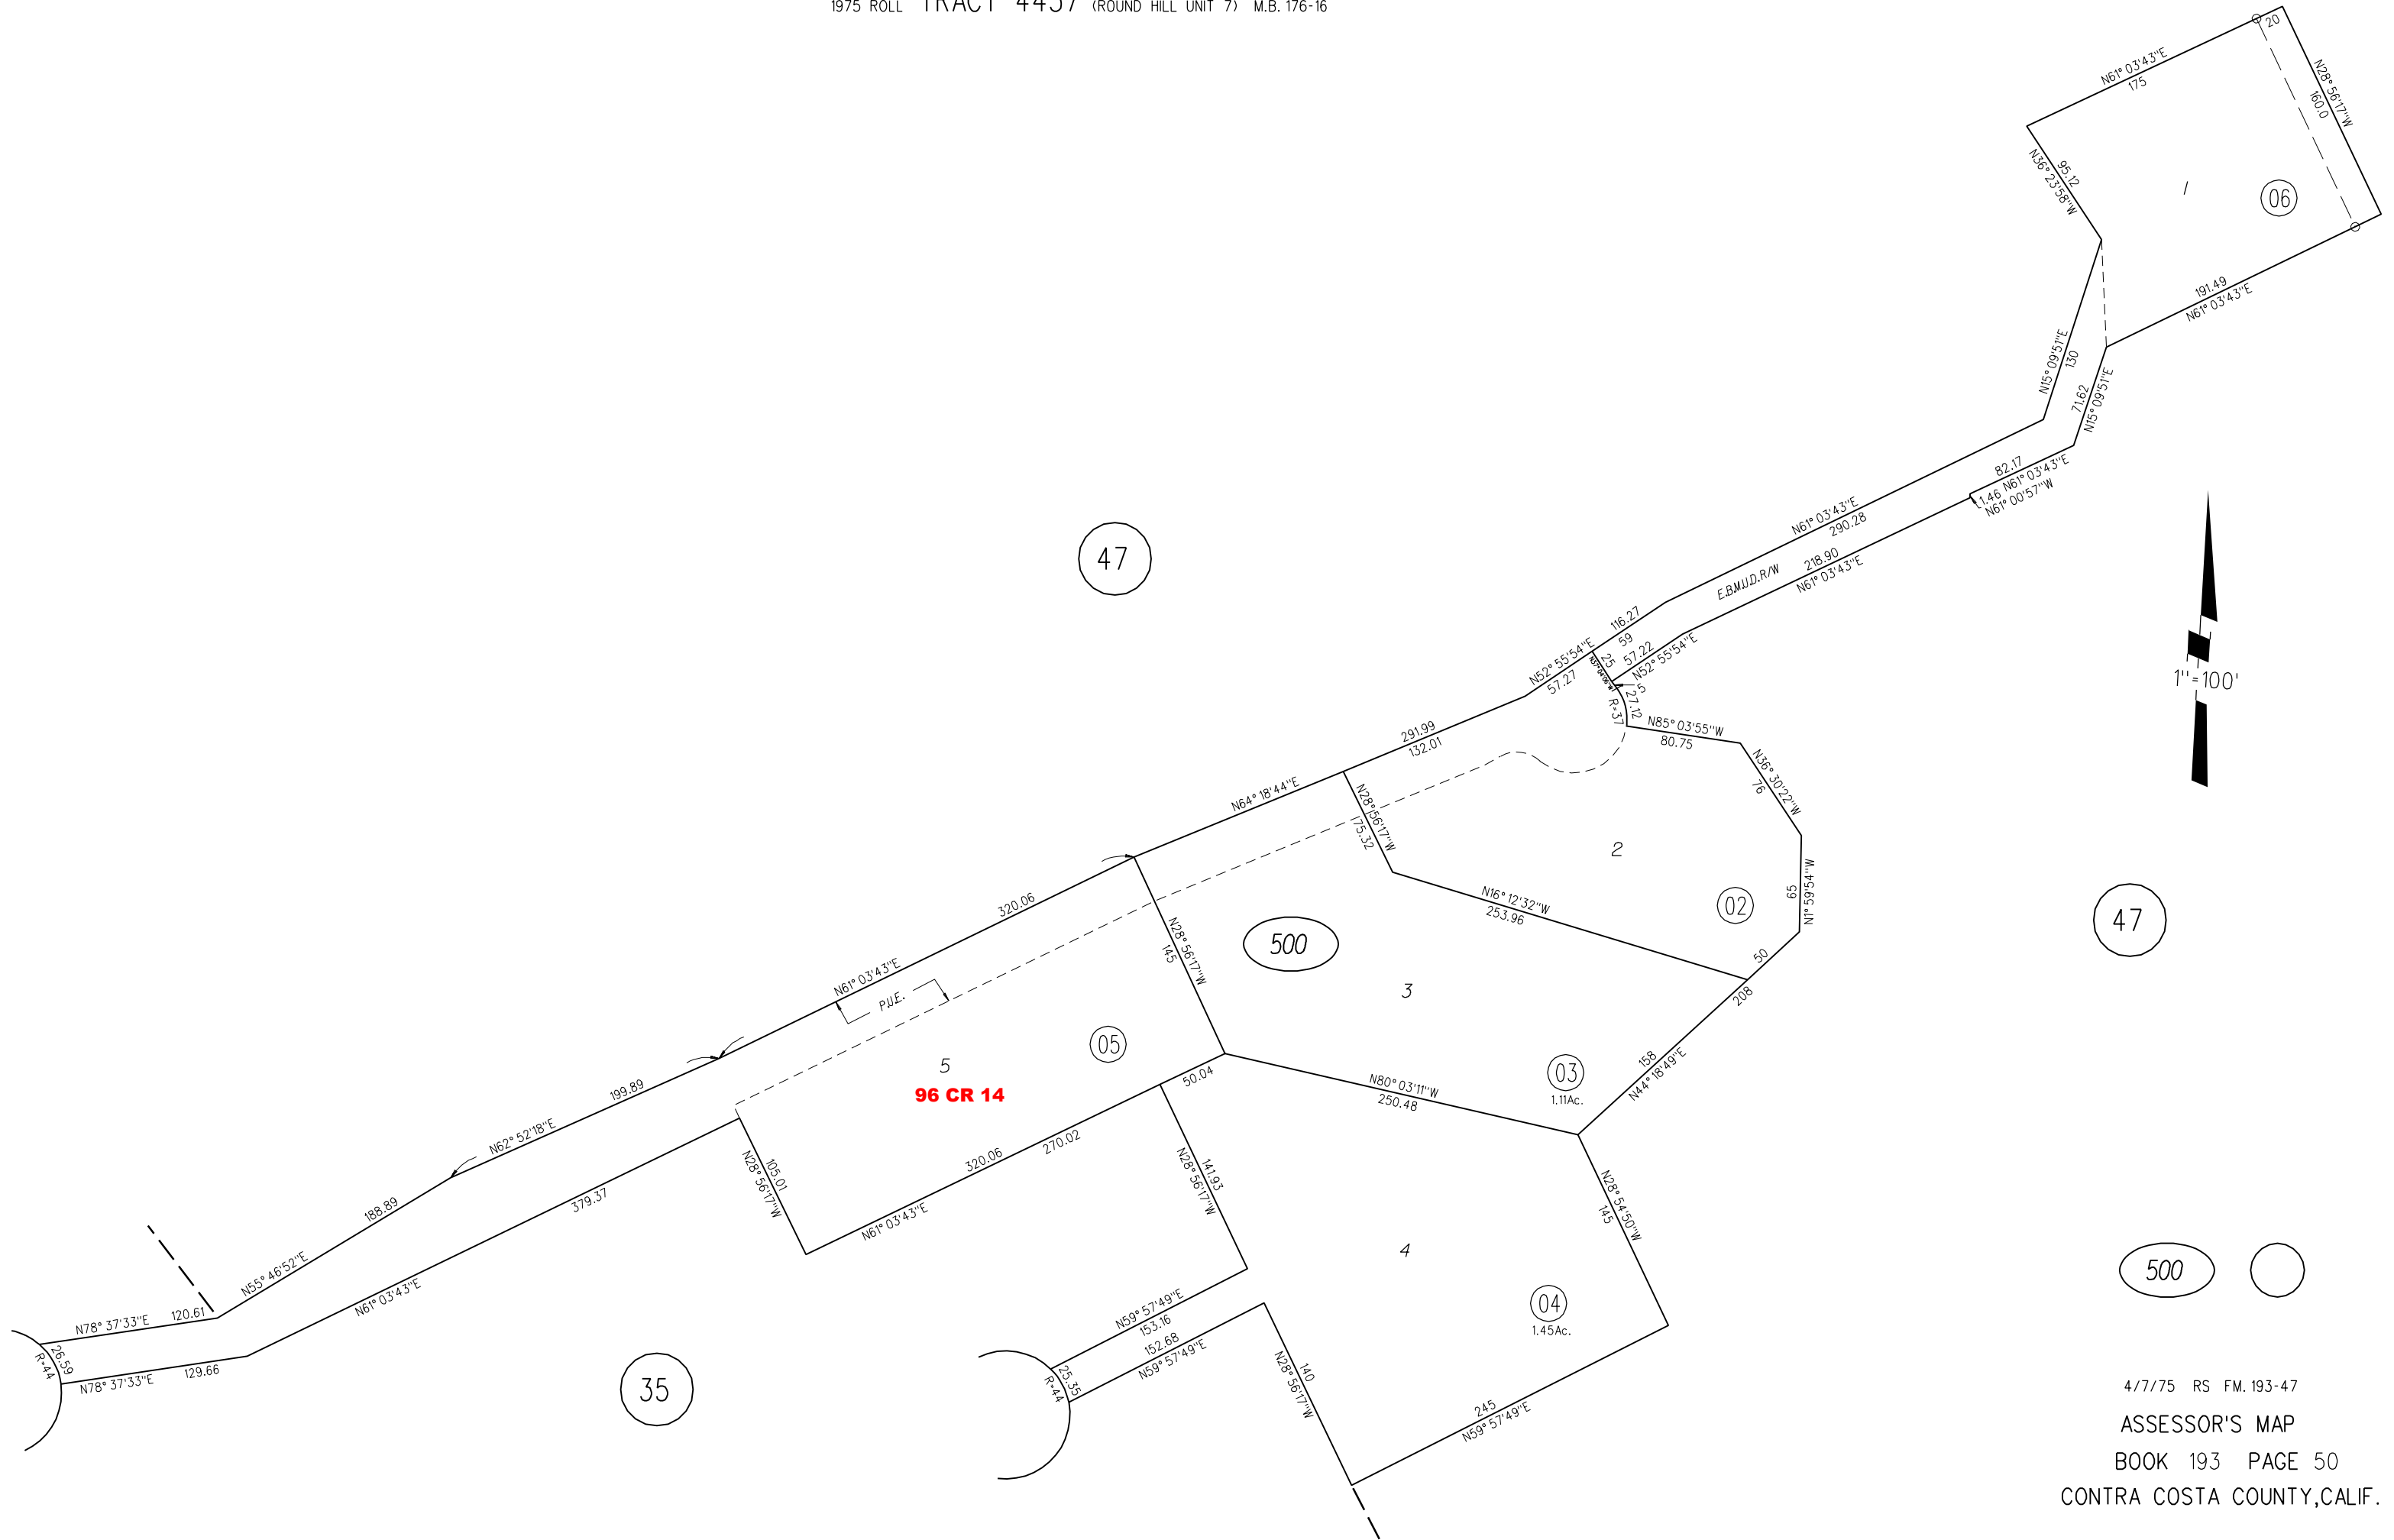 1975 ROLL TRACT 4457 (ROUND HILL UNIT 7) M.B. 176-16
20
N61° 03'43"E
175
N28° 56'17"W
160.0
95.12
N36° 23'58"W
1
06
191.49
N61° 03'43"E
N15° 09'51"E
130
71.62
N15° 09'51"E
82.17
1.46 N61° 03'43"E
N61° 00'57"W
47
N61° 03'43"E
290.28
218.90
E.B.M.U.D.R/W
N61° 03'43"E
116.27
59
57.22
N52° 55'54"E
25
N52° 55'54"E
57.27
5
27.12
R=37
1"=100'
N85° 03'55"W
80.75
291.99
132.01
N36° 30'22"W
76
N64° 18'44"E
N28° 56'17"W
75.32
2
N16° 12'32"W
253.96
02
65
N1° 59'54"W
47
320.06
N28° 56'17"W
145
500
50
3
208
N61° 03'43"E
P.U.E.
05
5
96 CR 14
03
1.11Ac.
158
N44° 18'49"E
50.04
N80° 03'11"W
250.48
199.89
N62° 52'18"E
105.01
N28° 56'17"W
320.06
270.02
N61° 03'43"E
141.93
N28° 56'17"W
N28° 54'50"W
145
379.37
188.89
N55° 46'52"E
N61° 03'43"E
4
500
04
1.45Ac.
N78° 37'33"E 120.61
26.59
R=44
N78° 37'33"E 129.66
N59° 57'49"E
153.16
152.68
N59° 57'49"E
25.35
R=44
140
N28° 56'17"W
35
245
N59° 57'49"E
4/7/75 RS FM. 193-47
ASSESSOR'S MAP
BOOK 193 PAGE 50
CONTRA COSTA COUNTY,CALIF.